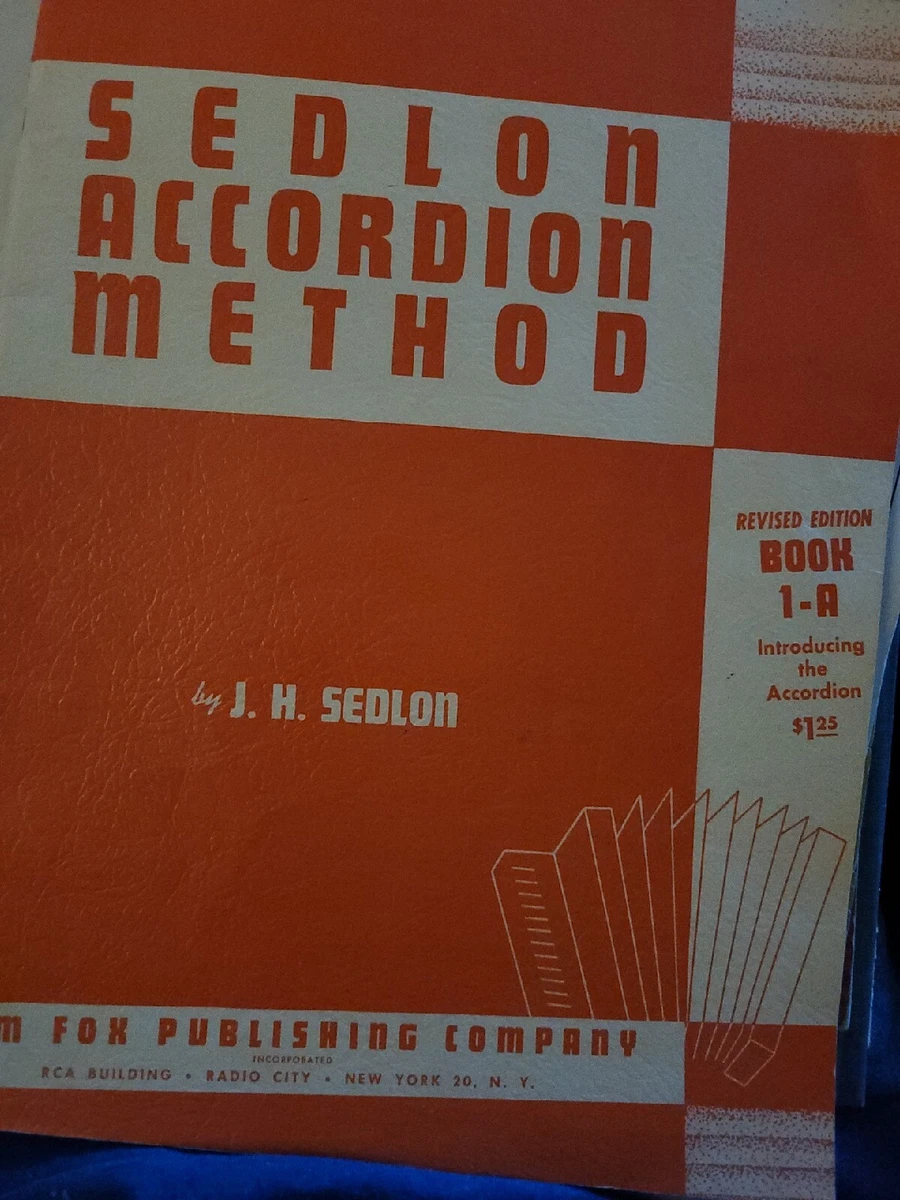 SEDLON
ACCORDION
METHOD
REVISED EDITION
BOOK
1-A
Introducing
the
Accordion
$1.25
by J. H. SEDLON
M FOX PUBLISHING COMPANY
INCORPORATED
RCA BUILDING • RADIO CITY • NEW YORK 20, N. Y.